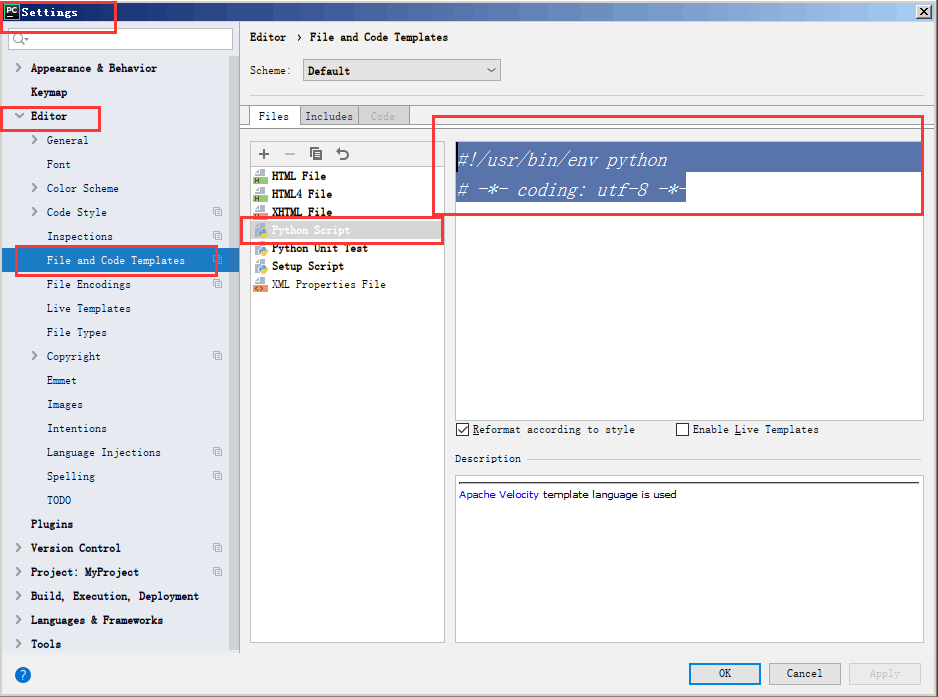 PC Settings
Appearance & Behavior
Keymap
Editor
General
Font
Color Scheme
Code Style
Inspections
File and Code Templates
File Encodings
Live Templates
File Types
Copyright
Emmet
Images
Intentions
Language Injections
Spelling
TODO
Plugins
Version Control
Project: MyProject
Build, Execution, Deployment
Languages & Frameworks
Tools
?
Editor › File and Code Templates
Scheme: Default
Files Includes Code
HTML File
HTML4 File
XHTML File
Python Script
Python Unit Test
Setup Script
XML Properties File
#!/usr/bin/env python
# -*- coding: utf-8 -*-
Reformat according to style Enable Live Templates
Description
Apache Velocity template language is used
OK Cancel Apply